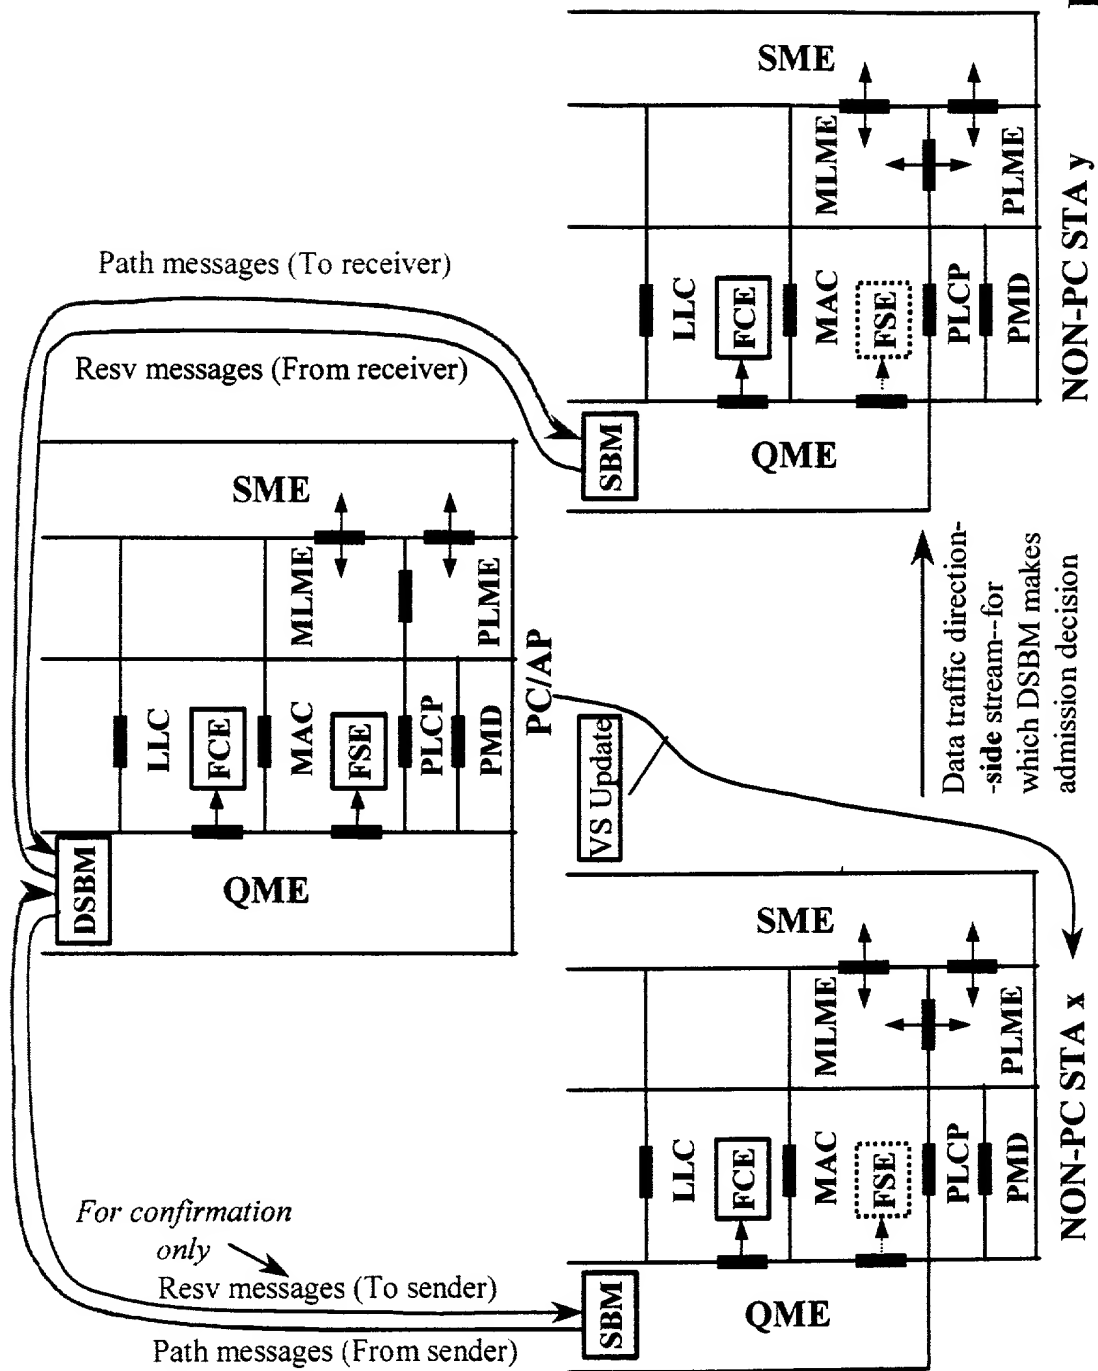 SME
MLME
PLME
LLC
FCE
MAC
FSE
PLCP
PMD
SBM
QME
NON-PC STA y
Path messages (To receiver)
Resv messages (From receiver)
SME
MLME
PLME
LLC
FCE
MAC
FSE
PLCP
PMD
DSBM
QME
PC/AP
VS Update
Data traffic direction-
-side stream--for
which DSBM makes
admission decision
SME
MLME
PLME
LLC
FCE
MAC
FSE
PLCP
PMD
SBM
QME
NON-PC STA x
For confirmation
only
Resv messages (To sender)
Path messages (From sender)